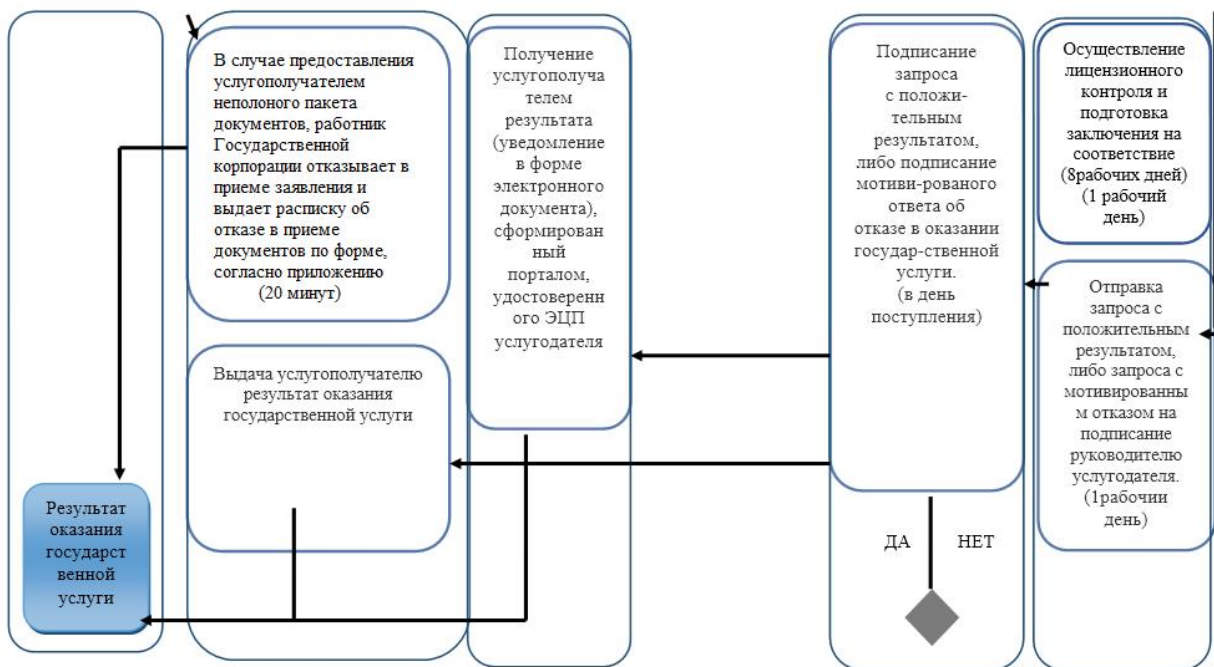 В случае предоставления
услугополучателем
неполоного пакета
документов, работник
Государственной
корпорации отказывает в
приеме заявления и
выдает расписку об
отказе в приеме
документов по форме,
согласно приложению
(20 минут)
Выдача услугополучателю
результат оказания
государственной услуги
Результат
оказания
государст
венной
услуги
Получение
услугополуча
телем
результата
(уведомление
в форме
электронного
документа),
сформирован
ный
порталом,
удостоверенн
ого ЭЦП
услугодателя
Подписание
запроса
с положи-
тельным
результатом,
либо подписание
мотиви-рованого
ответа об
отказе в оказании
государ-ственной
услуги.
(в день
поступления)
ДА
НЕТ
Осуществление
лицензионного
контроля и
подготовка
заключения на
соответствие
(8рабочих дней)
(1 рабочий
день)
Отправка
запроса с
положительным
результатом,
либо запроса с
мотивированны
м отказом на
подписание
руководителю
услугодателя.
(1рабочии
день)